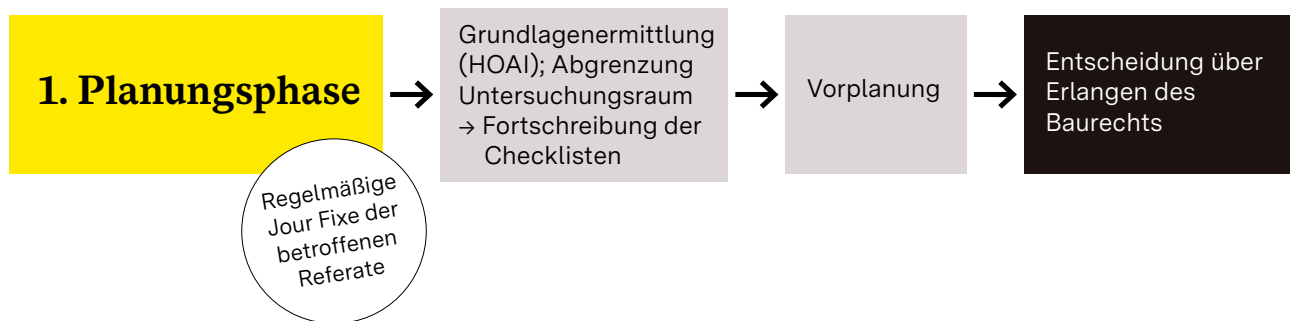 1. Planungsphase
Regelmäßige
Jour Fixe der
betroffenen
Referate
Grundlagenermittlung
(HOAI); Abgrenzung
Untersuchungsraum
→ Fortschreibung der
Checklisten
Vorplanung
Entscheidung über
Erlangen des
Baurechts